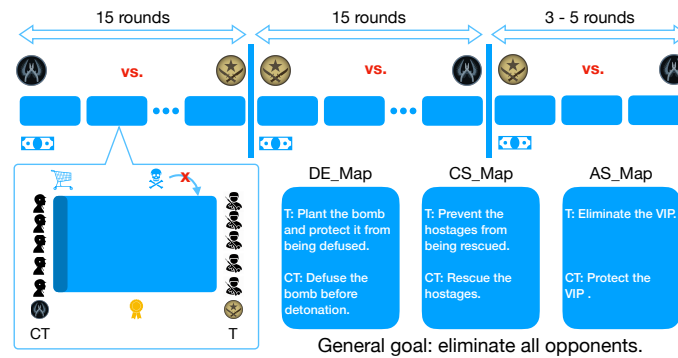 15 rounds
15 rounds
3 - 5 rounds
vs.
vs.
vs.
X
CT
T
DE_Map
T: Plant the bomb
and protect it from
being defused.
CT: Defuse the
bomb before
detonation.
CS_Map
T: Prevent the
hostages from
being rescued.
CT: Rescue the
hostages.
AS_Map
T: Eliminate the VIP.
CT: Protect the
VIP .
General goal: eliminate all opponents.